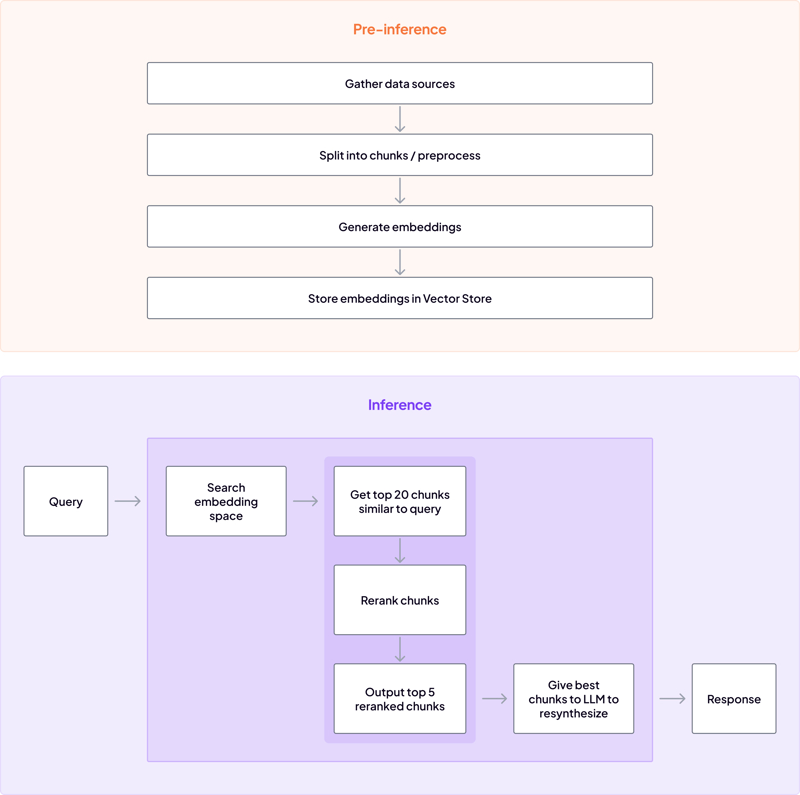 Pre-inference
Gather data sources
Split into chunks / preprocess
Generate embeddings
Store embeddings in Vector Store
Inference
Query
Search
embedding
space
Get top 20 chunks
similar to query
Rerank chunks
Output top 5
reranked chunks
Give best
chunks to LLM to
resynthesize
Response